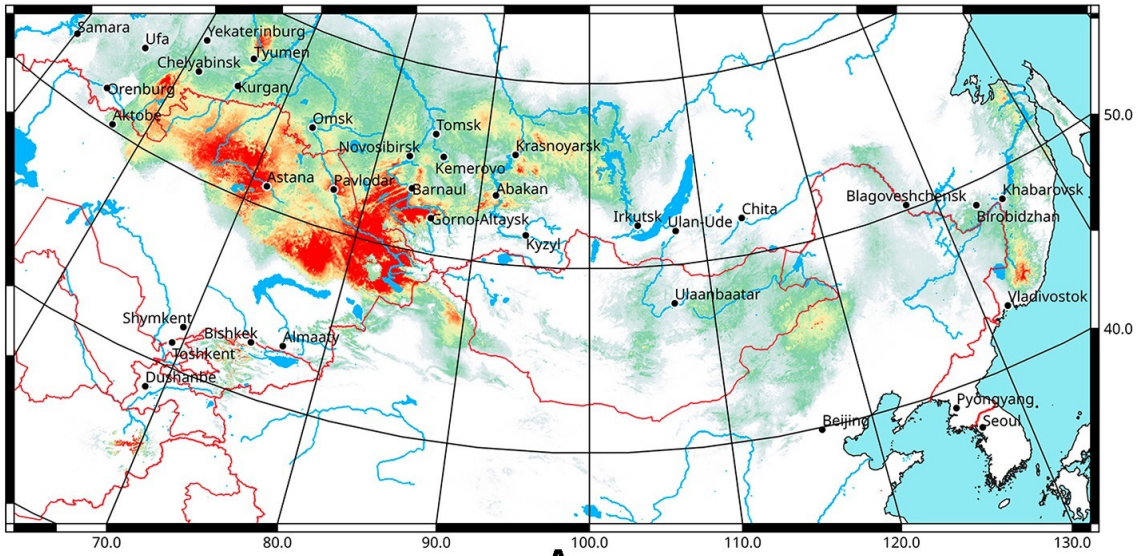 Samara
Yekaterinburg
Ufa
Tyumen
Chelyabinsk
Orenburg
Kurgan
Aktobe
50.0
Omsk
Tomsk
Novosibirsk
Krasnoyarsk
Kemerovo
Astana
Pavlodar
Barnaul
Abakan
Blagoveshchensk
Khabarovsk
Gorno-Altaysk
Irkutsk
Ulan-Ude
Chita
Birobidzhan
Kyzyl
Ulaanbaatar
Vladivostok
Shymkent
40.0
Bishkek
Almaaty
Toshkent
Dushanbe
Pyongyang
Beijing
Seoul
70.0
80.0
90.0
100.0
110.0
120.0
130.0